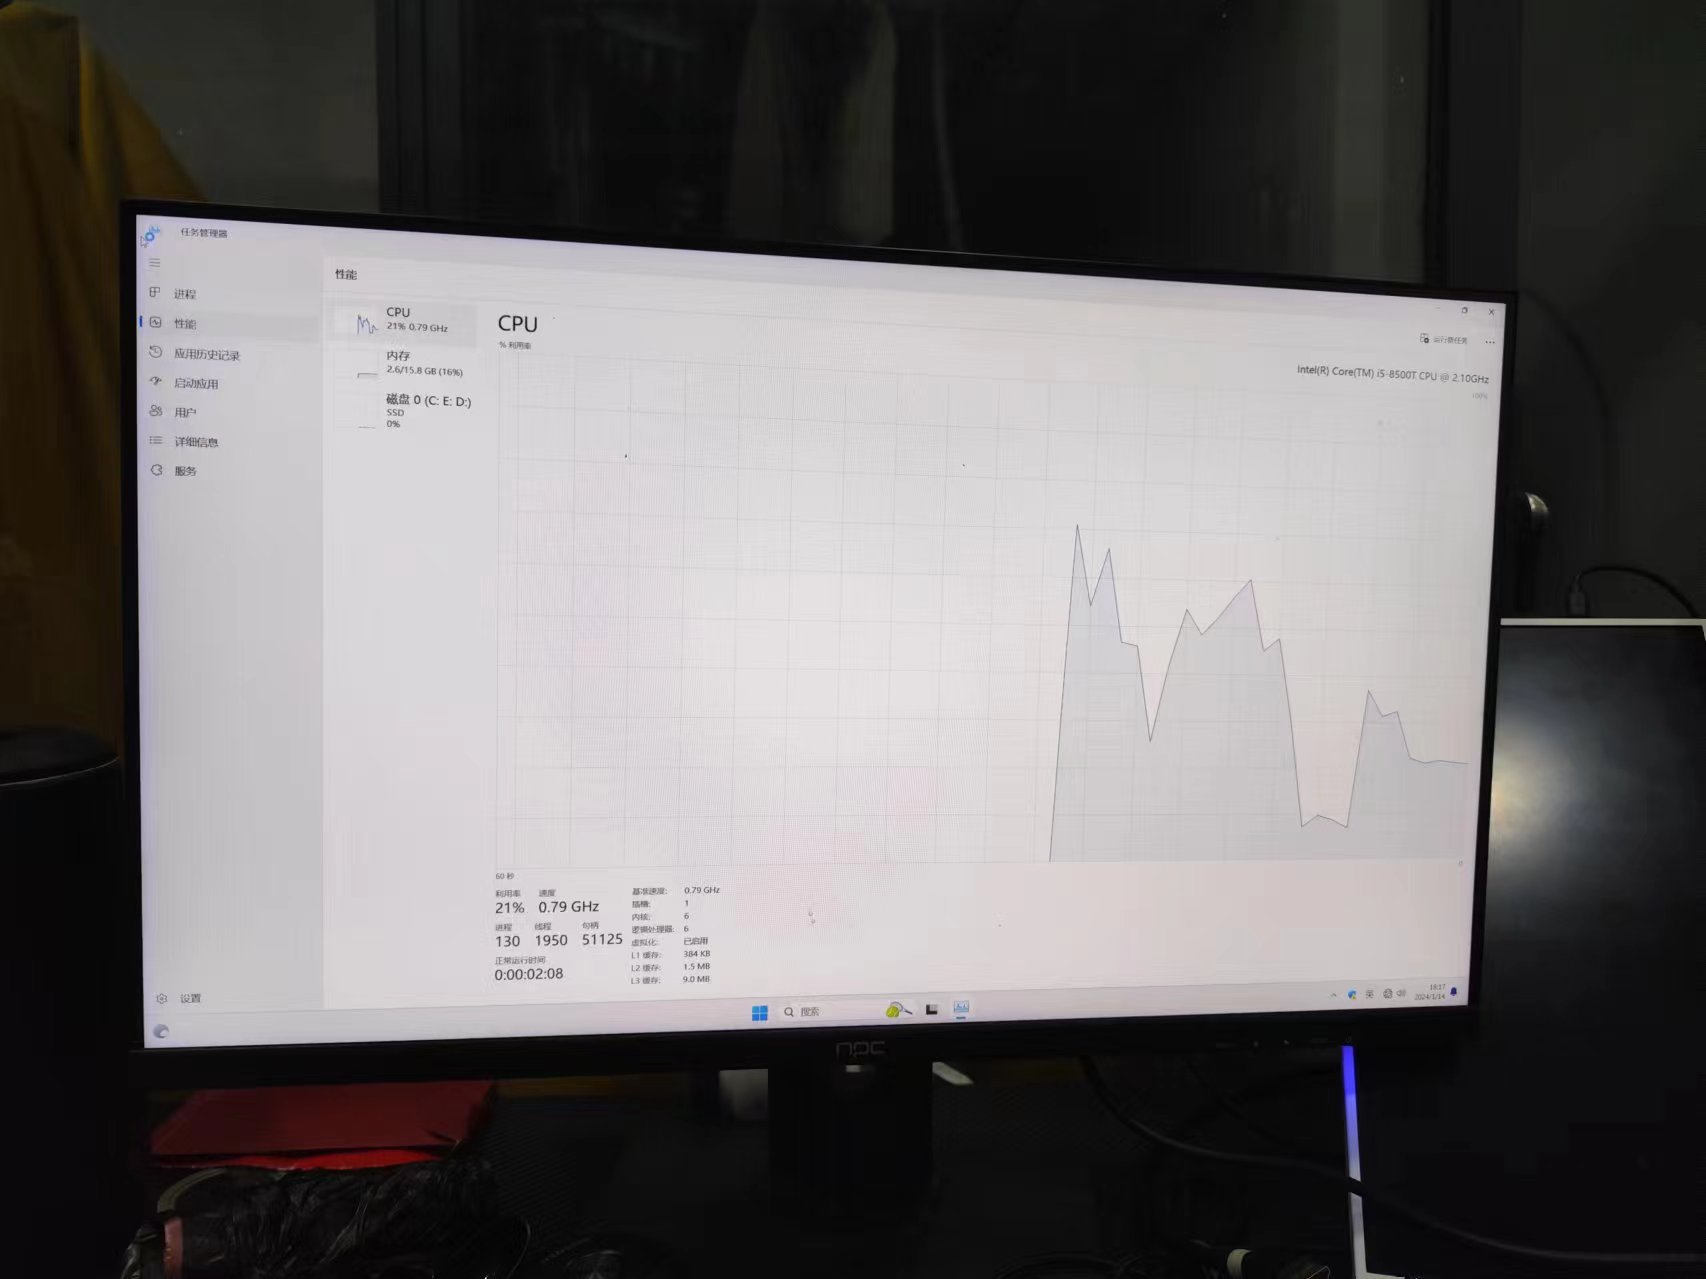 任务管理器
进程
性能
应用历史记录
启动应用
用户
详细信息
服务
设置
性能
运行新任务
CPU
21% 0.79 GHz
内存
2.6/15.8 GB (16%)
磁盘 0 (C: E: D:)
SSD
0%
CPU
Intel(R) Core(TM) i5-8500T CPU @ 2.10GHz
% 利用率
100%
60 秒
0
利用率 速度
21% 0.79 GHz
进程 线程 句柄
130 1950 51125
正常运行时间
0:00:02:08
基准速度: 0.79 GHz
插槽: 1
内核: 6
逻辑处理器: 6
虚拟化: 已启用
L1 缓存: 384 KB
L2 缓存: 1.5 MB
L3 缓存: 9.0 MB
搜索
英
18:17
2024/1/14